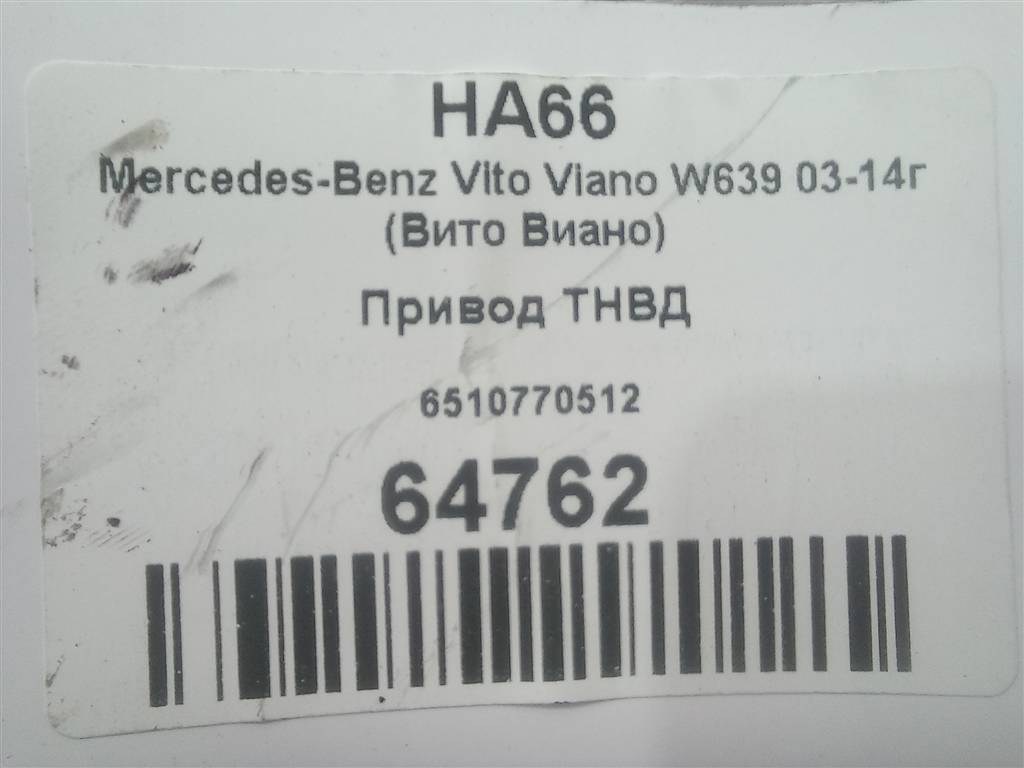 HA66
Mercedes-Benz Vito Viano W639 03-14г
(Вито Виано)
Привод ТНВД
6510770512
64762